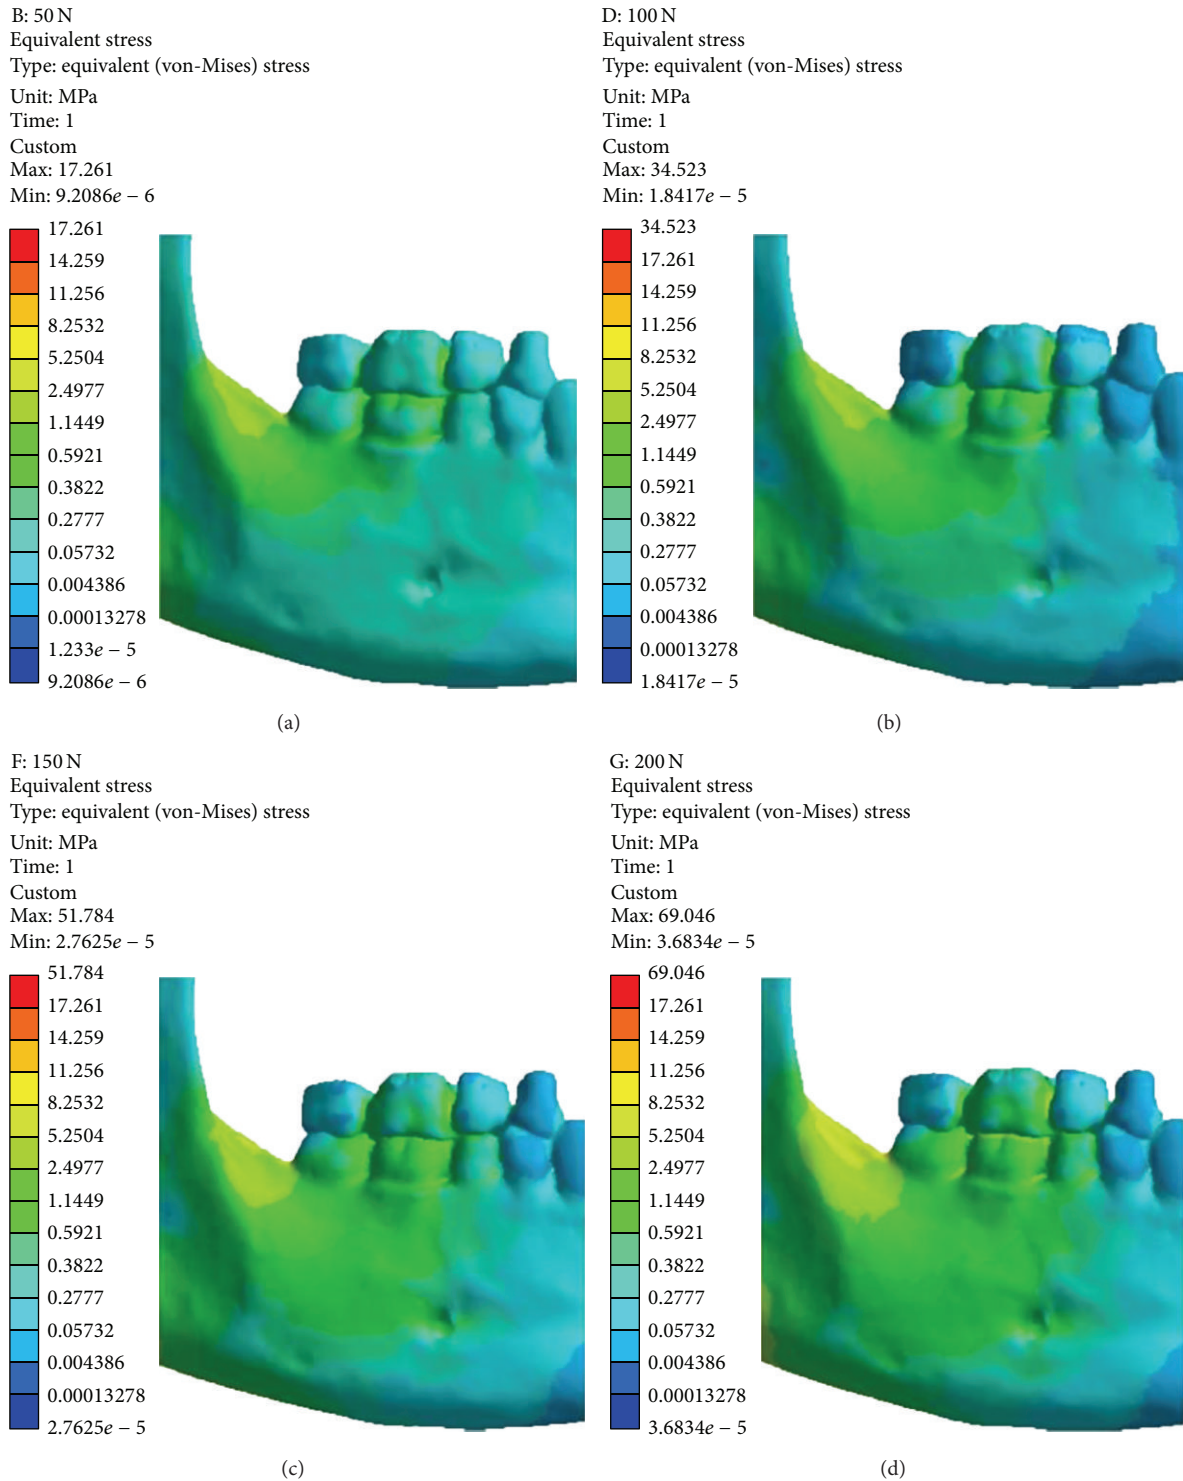 B: 50 N
Equivalent stress
Type: equivalent (von-Mises) stress
Unit: MPa
Time: 1
Custom
Max: 17.261
Min: 9.2086e − 6
17.261
14.259
11.256
8.2532
5.2504
2.4977
1.1449
0.5921
0.3822
0.2777
0.05732
0.004386
0.00013278
1.233e − 5
9.2086e − 6
(a)
D: 100 N
Equivalent stress
Type: equivalent (von-Mises) stress
Unit: MPa
Time: 1
Custom
Max: 34.523
Min: 1.8417e − 5
34.523
17.261
14.259
11.256
8.2532
5.2504
2.4977
1.1449
0.5921
0.3822
0.2777
0.05732
0.004386
0.00013278
1.8417e − 5
(b)
F: 150 N
Equivalent stress
Type: equivalent (von-Mises) stress
Unit: MPa
Time: 1
Custom
Max: 51.784
Min: 2.7625e − 5
51.784
17.261
14.259
11.256
8.2532
5.2504
2.4977
1.1449
0.5921
0.3822
0.2777
0.05732
0.004386
0.00013278
2.7625e − 5
(c)
G: 200 N
Equivalent stress
Type: equivalent (von-Mises) stress
Unit: MPa
Time: 1
Custom
Max: 69.046
Min: 3.6834e − 5
69.046
17.261
14.259
11.256
8.2532
5.2504
2.4977
1.1449
0.5921
0.3822
0.2777
0.05732
0.004386
0.00013278
3.6834e − 5
(d)